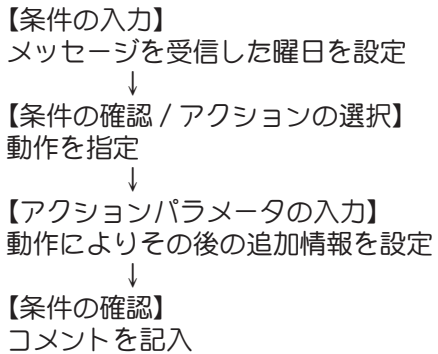 【条件の入力】
メッセージを受信した曜日を設定
↓
【条件の確認 / アクションの選択】
動作を指定
↓
【アクションパラメータの入力】
動作によりその後の追加情報を設定
↓
【条件の確認】
コメントを記入